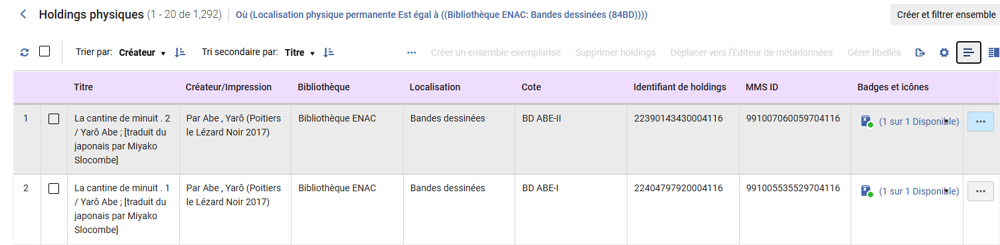 Holdings physiques (1 - 20 de 1,292) Où (Localisation physique permanente Est égal à ((Bibliothèque ENAC: Bandes dessinées (84BD)))) Créer et filtrer ensemble
Trier par: Créateur Tri secondaire par: Titre ... Créer un ensemble exemplarisé Supprimer holdings Déplacer vers l'Éditeur de métadonnées Gérer libellés
Titre Créateur/Impression Bibliothèque Localisation Cote Identifiant de holdings MMS ID Badges et icônes
1 La cantine de minuit . 2 Par Abe , Yarô (Poitiers Bibliothèque ENAC Bandes dessinées BD ABE-II 22390143430004116 991007060059704116 (1 sur 1 Disponible) ...
/ Yarô Abe ; [traduit du le Lézard Noir 2017)
japonais par Miyako
Slocombe]
2 La cantine de minuit . 1 Par Abe , Yarô (Poitiers Bibliothèque ENAC Bandes dessinées BD ABE-I 22404797920004116 991005535529704116 (1 sur 1 Disponible) ...
/ Yarô Abe ; [traduit du le Lézard Noir 2017)
japonais par Miyako
Slocombe]